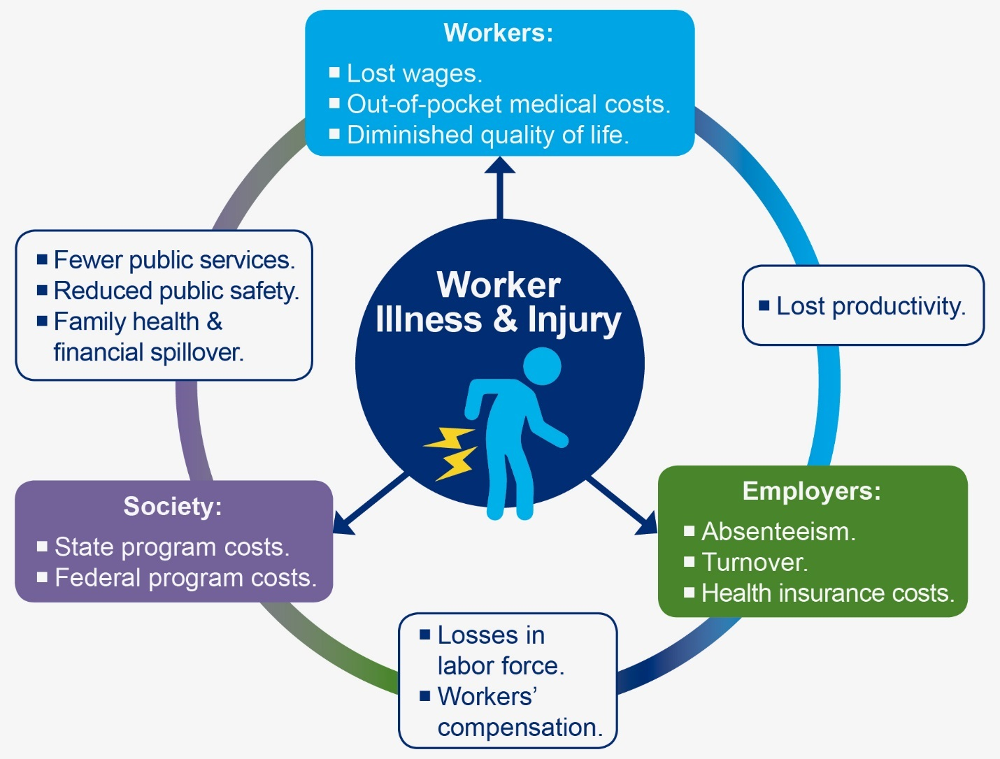 Workers:
▪ Lost wages.
▪ Out-of-pocket medical costs.
▪ Diminished quality of life.
▪ Fewer public services.
▪ Reduced public safety.
▪ Family health &
financial spillover.
Worker
Illness & Injury
▪ Lost productivity.
Society:
▪ State program costs.
▪ Federal program costs.
Employers:
▪ Absenteeism.
▪ Turnover.
▪ Health insurance costs.
▪ Losses in
labor force.
▪ Workers’
compensation.